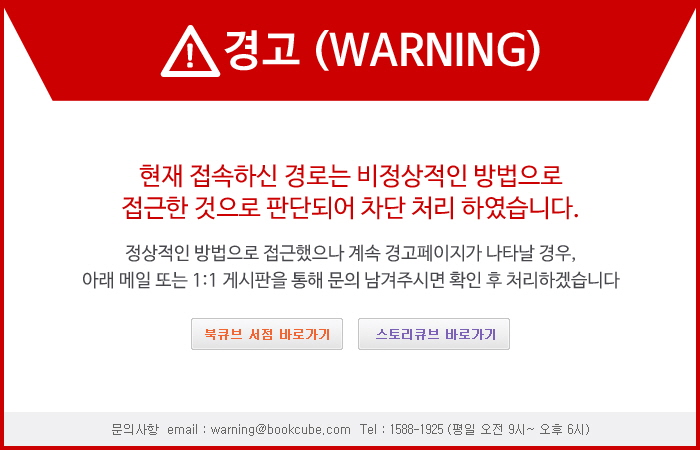 경고 (WARNING)
현재 접속하신 경로는 비정상적인 방법으로
접근한 것으로 판단되어 차단 처리 하였습니다.
정상적인 방법으로 접근했으나 계속 경고페이지가 나타날 경우,
아래 메일 또는 1:1 게시판을 통해 문의 남겨주시면 확인 후 처리하겠습니다
북큐브 서점 바로가기
스토리큐브 바로가기
문의사항 email : warning@bookcube.com Tel : 1588-1925 (평일 오전 9시~ 오후 6시)